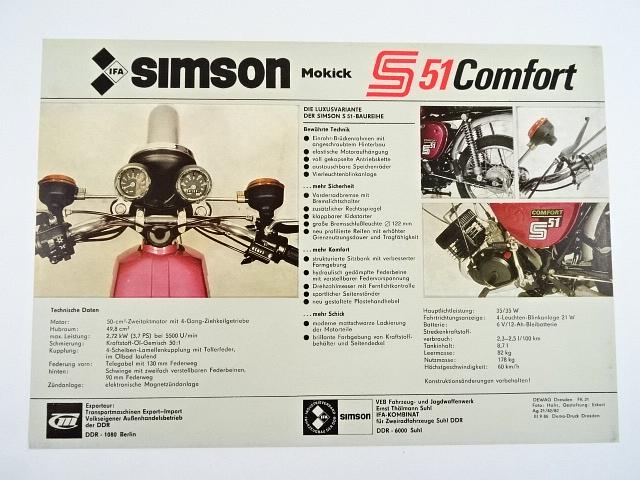 IFA
SIMSON Mokick S 51 Comfort
DIE LUXUSVARIANTE
DER SIMSON S 51-BAUREIHE
Bewährte Technik
● Einrohr-Brückenrahmen mit
angeschraubtem Hinterbau
● elastische Motoraufhängung
● voll gekapselte Antriebskette
● austauschbare Speichenräder
● Vierleuchtenblinkanlage
... mehr Sicherheit
● Vorderradbremse mit
Bremslichtschalter
● zusätzlicher Rechtsspiegel
● klappbarer Kickstarter
● große Bremsschlußleuchte ∅ 122 mm
● neu profilierte Reifen mit erhöhter
Grenznutzungsdauer und Tragfähigkeit
... mehr Komfort
● strukturierte Sitzbank mit verbesserter
Formgebung
● hydraulisch gedämpfte Federbeine
mit verstellbarer Federvorspannung
● Drehzahlmesser mit Fernlichtkontrolle
● sportlicher Seitenständer
● neu gestaltete Plastehandhebel
... mehr Schick
● moderne mattschwarze Lackierung
der Motorteile
● brillante Farbgebung von Kraftstoff-
behälter und Seitendeckel
COMFORT
S 51
Technische Daten
Motor: 50-cm³-Zweitaktmotor mit 4-Gang-Ziehkeilgetriebe
Hubraum: 49,8 cm³
max. Leistung: 2,72 kW (3,7 PS) bei 5500 U/min
Schmierung: Kraftstoff-Öl-Gemisch 50:1
Kupplung: 4-Scheiben-Lamellenkupplung mit Tellerfeder,
im Ölbad laufend
Federung vorn: Telegabel mit 130 mm Federweg
hinten: Schwinge mit zweifach verstellbaren Federbeinen,
90 mm Federweg
Zündanlage: elektronische Magnetzündanlage
Hauptlichtleistung: 35/35 W
Fahrtrichtungsanzeige: 4-Leuchten-Blinkanlage 21 W
Batterie: 6 V/12-Ah-Bleibatterie
Streckenkraftstoff-
verbrauch: 2,3–2,5 l/100 km
Tankinhalt: 8,7 l
Leermasse: 82 kg
Nutzmasse: 178 kg
Höchstgeschwindigkeit: 60 km/h
Konstruktionsänderungen vorbehalten!
Exporteur:
Transportmaschinen Export-Import
Volkseigener Außenhandelsbetrieb
der DDR
DDR - 1080 Berlin
IFA
SIMSON
VEB Fahrzeug- und Jagdwaffenwerk
Ernst Thälmann Suhl
IFA-KOMBINAT
für Zweiradfahrzeuge Suhl DDR
DDR - 6000 Suhl
DEWAG Dresden
Gestaltung: Eckert
Dresden